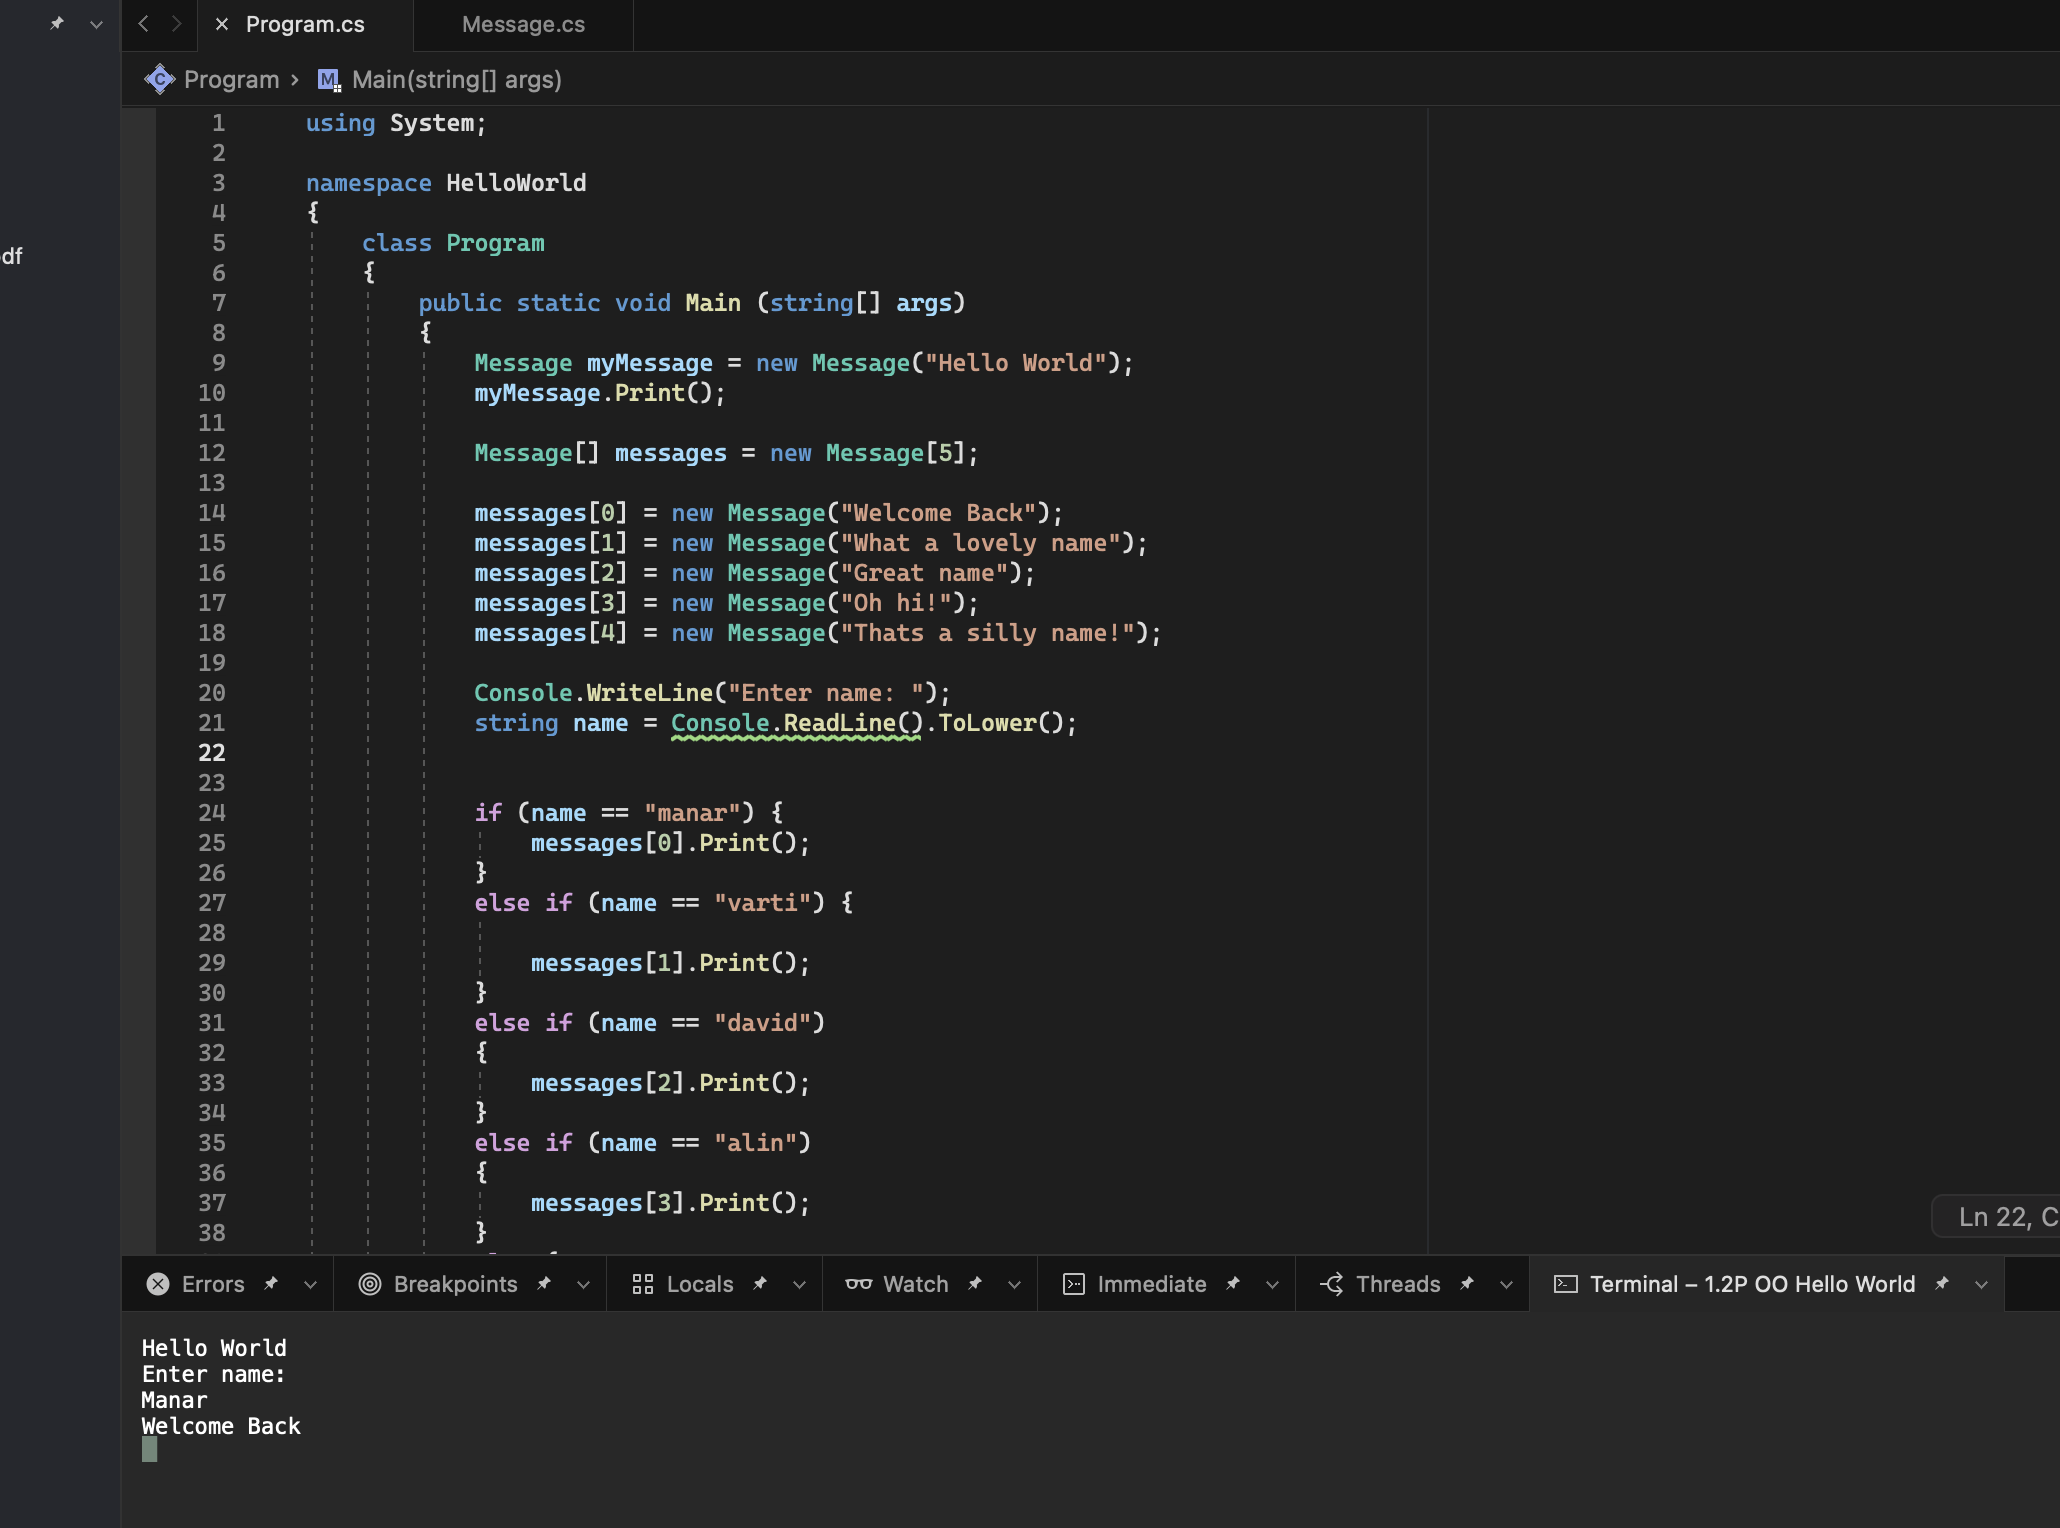 Program.cs
Message.cs
Program > Main(string[] args)
df
1 using System;
2
3 namespace HelloWorld
4 {
5 class Program
6 {
7 public static void Main (string[] args)
8 {
9 Message myMessage = new Message("Hello World");
10 myMessage.Print();
11
12 Message[] messages = new Message[5];
13
14 messages[0] = new Message("Welcome Back");
15 messages[1] = new Message("What a lovely name");
16 messages[2] = new Message("Great name");
17 messages[3] = new Message("Oh hi!");
18 messages[4] = new Message("Thats a silly name!");
19
20 Console.WriteLine("Enter name: ");
21 string name = Console.ReadLine().ToLower();
22
23
24 if (name == "manar") {
25 messages[0].Print();
26 }
27 else if (name == "varti") {
28
29 messages[1].Print();
30 }
31 else if (name == "david")
32 {
33 messages[2].Print();
34 }
35 else if (name == "alin")
36 {
37 messages[3].Print();
38 }
Ln 22, C
Errors Breakpoints Locals Watch Immediate Threads Terminal – 1.2P OO Hello World
Hello World
Enter name:
Manar
Welcome Back